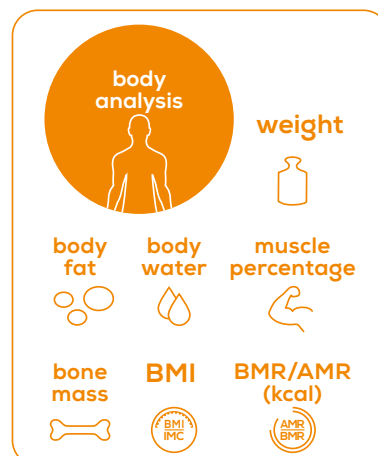 body
analysis
weight
body
fat
body
water
muscle
percentage
bone
mass
BMI
BMI
IMC
BMR/AMR
(kcal)
AMR
BMR